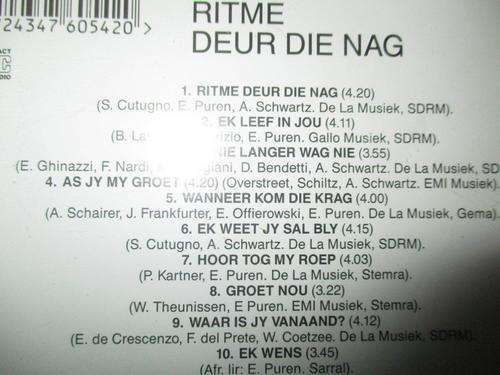 24347 605420 >
RITME
DEUR DIE NAG
1. RITME DEUR DIE NAG (4.20)
(S. Cutugno, E. Puren, A. Schwartz. De La Musiek, SDRM).
2. EK LEEF IN JOU (4.11)
(B. E. Puren. Gallo Musiek, SDRM).
NIE LANGER WAG NIE (3.55)
(E. Ghinazzi, F. Nardi, D. Bendetti, A. Schwartz. De La Musiek, SD
4. AS JY MY GROET (4.20) (Overstreet, Schiltz, A. Schwartz. EMI Musiek).
5. WANNEER KOM DIE KRAG (4.00)
(A. Schairer, J. Frankfurter, E. Offierowski, E. Puren. De La Musiek, Gema).
6. EK WEET JY SAL BLY (4.15)
(S. Cutugno, A. Schwartz. De La Musiek, SDRM).
7. HOOR TOG MY ROEP (4.03)
(P. Kartner, E. Puren. De La Musiek, Stemra).
8. GROET NOU (3.22)
(W. Theunissen, E Puren. EMI Musiek, Stemra).
9. WAAR IS JY VANAAND? (4.12)
(E. de Crescenzo, F. del Prete, W. Coetzee. De La Musiek, SDRM).
10. EK WENS (3.45)
(Afr. lir: E. Puren. Sarral).